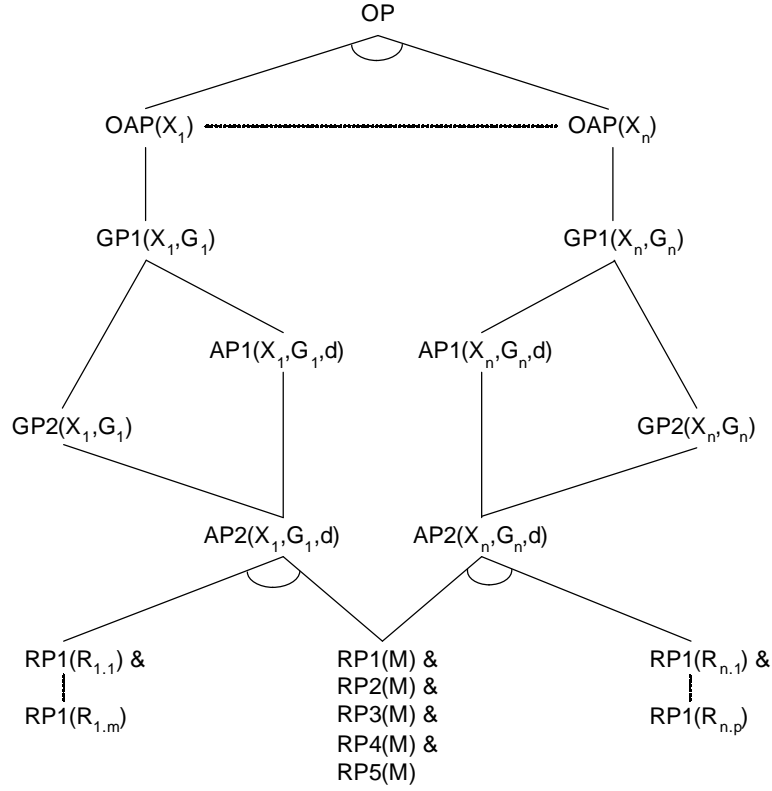 OP
OAP(X₁) OAP(Xₙ)
GP1(X₁,G₁) GP1(Xₙ,Gₙ)
AP1(X₁,G₁,d) AP1(Xₙ,Gₙ,d)
GP2(X₁,G₁) GP2(Xₙ,Gₙ)
AP2(X₁,G₁,d) AP2(Xₙ,Gₙ,d)
RP1(R₁.₁) & RP1(M) & RP1(Rₙ.₁) &
RP2(M) &
RP1(R₁.ₘ) RP3(M) & RP1(Rₙ.ₚ)
RP4(M) &
RP5(M)